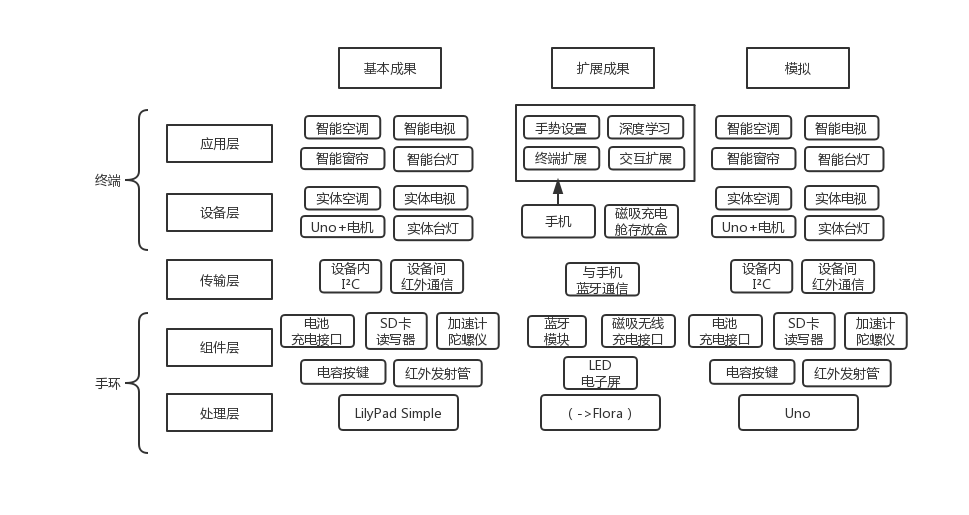 基本成果
扩展成果
模拟
终端
应用层
智能空调
智能电视
智能窗帘
智能台灯
手势设置
深度学习
终端扩展
交互扩展
智能空调
智能电视
智能窗帘
智能台灯
设备层
实体空调
实体电视
Uno+电机
实体台灯
手机
磁吸充电
舱存放盒
实体空调
实体电视
Uno+电机
实体台灯
传输层
设备内
I²C
设备间
红外通信
与手机
蓝牙通信
设备内
I²C
设备间
红外通信
手环
组件层
电池
充电接口
SD卡
读写器
加速计
陀螺仪
电容按键
红外发射管
蓝牙
模块
磁吸无线
充电接口
LED
电子屏
电池
充电接口
SD卡
读写器
加速计
陀螺仪
电容按键
红外发射管
处理层
LilyPad Simple
（ ->Flora ）
Uno